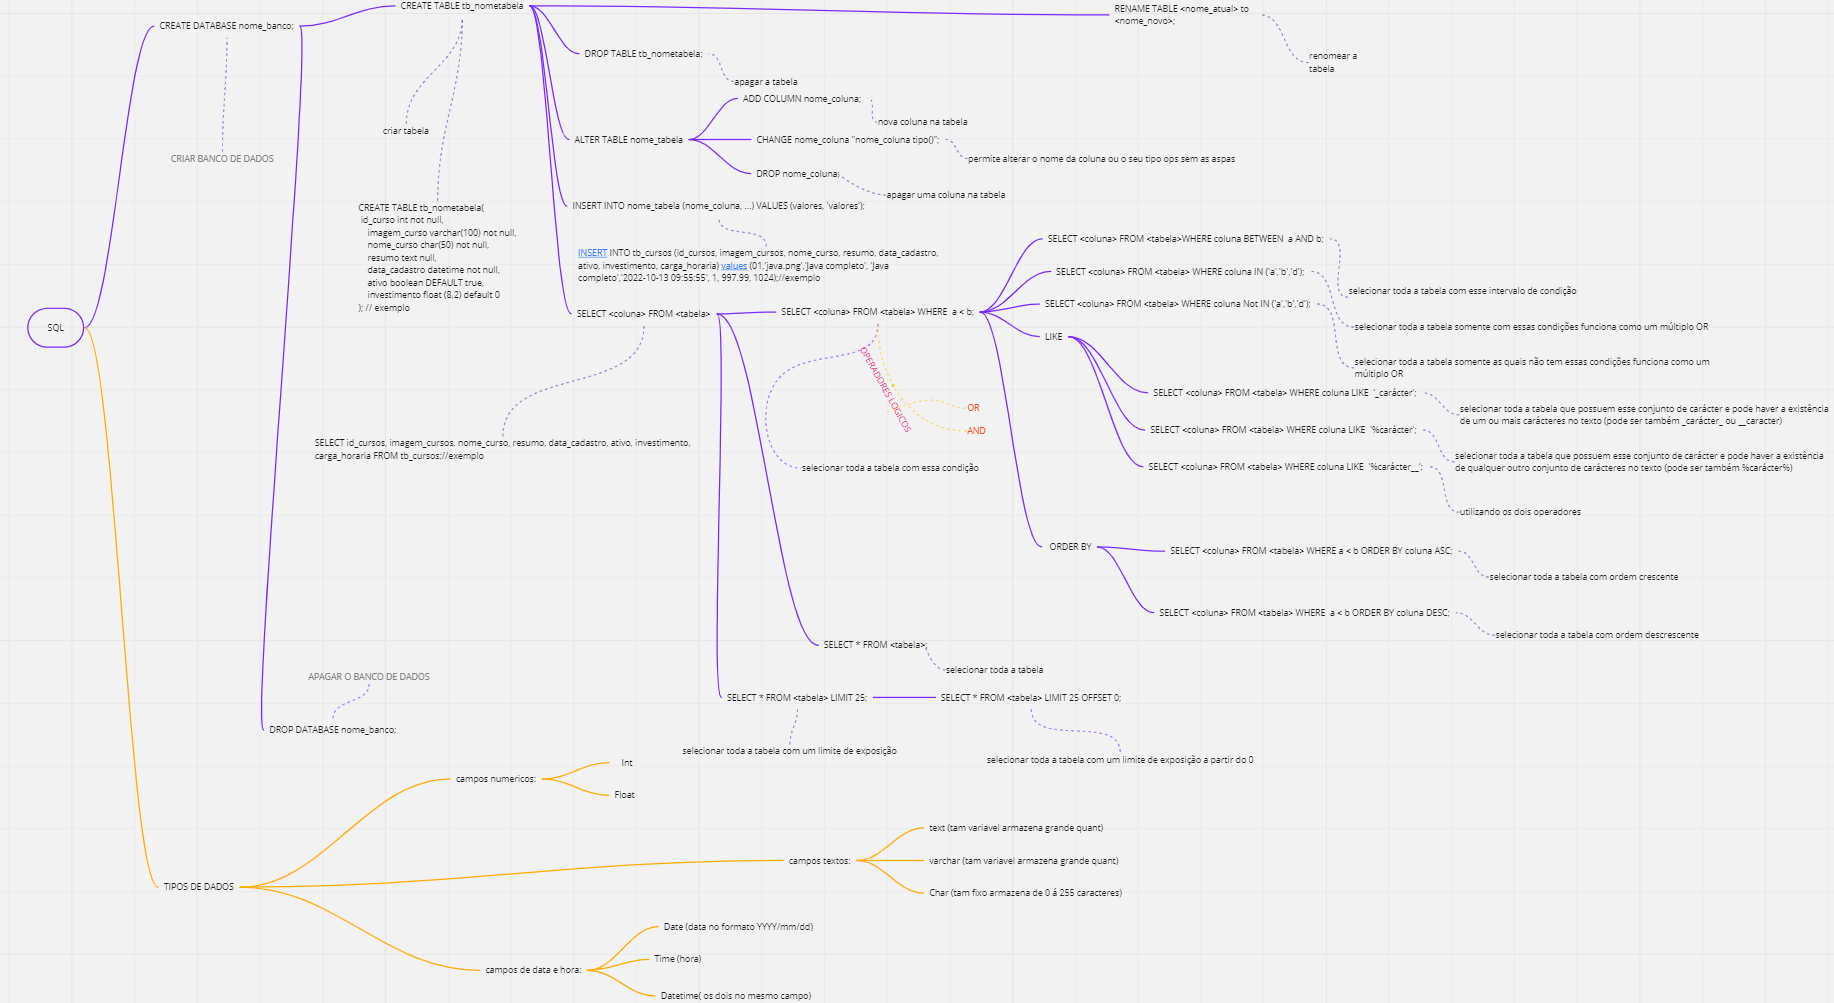 CREATE TABLE tb_nometabela
RENAME TABLE <nome_atual> to
<nome_novo>;
CREATE DATABASE nome_banco;
DROP TABLE tb_nometabela;
renomear a
tabela
apagar a tabela
ADD COLUMN nome_coluna;
nova coluna na tabela
criar tabela
ALTER TABLE nome_tabela
CHANGE nome_coluna "nome_coluna tipo()";
CRIAR BANCO DE DADOS
permite alterar o nome da coluna ou o seu tipo ops sem as aspas
DROP nome_coluna;
apagar uma coluna na tabela
CREATE TABLE tb_nometabela(
id_curso int not null,
imagem_curso varchar(100) not null,
nome_curso char(50) not null,
resumo text null,
data_cadastro datetime not null,
ativo boolean DEFAULT true,
investimento float (8,2) default 0
); // exemplo
INSERT INTO nome_tabela (nome_coluna, ...) VALUES (valores, 'valores');
INSERT INTO tb_cursos (id_cursos, imagem_cursos, nome_curso, resumo, data_cadastro,
ativo, investimento, carga_horaria) values (01,'java.png','Java completo', 'Java
completo','2022-10-13 09:55:55', 1, 997.99, 1024);//exemplo
SELECT <coluna> FROM <tabela>WHERE coluna BETWEEN  a AND b;
SELECT <coluna> FROM <tabela> WHERE coluna IN ('a','b','d');
selecionar toda a tabela com esse intervalo de condição
SELECT <coluna> FROM <tabela> WHERE coluna Not IN ('a','b','d');
SQL
SELECT <coluna> FROM <tabela>
SELECT <coluna> FROM <tabela> WHERE  a < b;
selecionar toda a tabela somente com essas condições funciona como um múltiplo OR
LIKE
selecionar toda a tabela somente as quais não tem essas condições funciona como um
múltiplo OR
OPERADORES LOGICOS
SELECT <coluna> FROM <tabela> WHERE coluna LIKE  '_carácter';
OR
selecionar toda a tabela que possuem esse conjunto de carácter e pode haver a existência
de um ou mais carácteres no texto (pode ser também _carácter_ ou __caracter)
AND
SELECT <coluna> FROM <tabela> WHERE coluna LIKE  '%carácter';
SELECT id_cursos, imagem_cursos, nome_curso, resumo, data_cadastro, ativo, investimento,
carga_horaria FROM tb_cursos;//exemplo
selecionar toda a tabela que possuem esse conjunto de carácter e pode haver a existência
de qualquer outro conjunto de carácteres no texto (pode ser também %carácter%)
selecionar toda a tabela com essa condição
SELECT <coluna> FROM <tabela> WHERE coluna LIKE  '%carácter__';
utilizando os dois operadores
ORDER BY
SELECT <coluna> FROM <tabela> WHERE a < b ORDER BY coluna ASC;
selecionar toda a tabela com ordem crescente
SELECT <coluna> FROM <tabela> WHERE  a < b ORDER BY coluna DESC;
selecionar toda a tabela com ordem descrescente
SELECT * FROM <tabela>;
selecionar toda a tabela
APAGAR O BANCO DE DADOS
SELECT * FROM <tabela> LIMIT 25;
SELECT * FROM <tabela> LIMIT 25 OFFSET 0;
DROP DATABASE nome_banco;
selecionar toda a tabela com um limite de exposição
selecionar toda a tabela com um limite de exposição a partir do 0
Int
campos numericos:
Float
text (tam variavel armazena grande quant)
campos textos:
varchar (tam variavel armazena grande quant)
TIPOS DE DADOS
Char (tam fixo armazena de 0 á 255 caracteres)
Date (data no formato YYYY/mm/dd)
Time (hora)
campos de data e hora:
Datetime( os dois no mesmo campo)